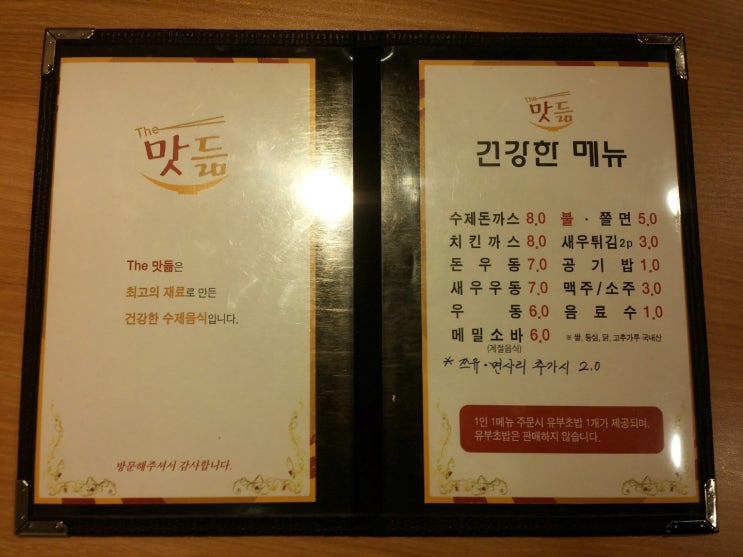 The
맛듦
The 맛듦은
최고의 재료로 만든
건강한 수제음식입니다.
방문해주셔서 감사합니다.
The
맛듦
건강한 메뉴
수제돈까스 8.0 불·쫄면 5.0
치킨까스 8.0 새우튀김2p 3.0
돈우동 7.0 공기밥 1.0
새우우동 7.0 맥주/소주 3.0
우동 6.0 음료수 1.0
메밀소바 6.0 ※ 쌀, 등심, 닭, 고추가루 국내산
(계절음식)
* 쯔유·면사리 추가시 2.0
1인 1메뉴 주문시 유부초밥 1개가 제공되며,
유부초밥은 판매하지 않습니다.